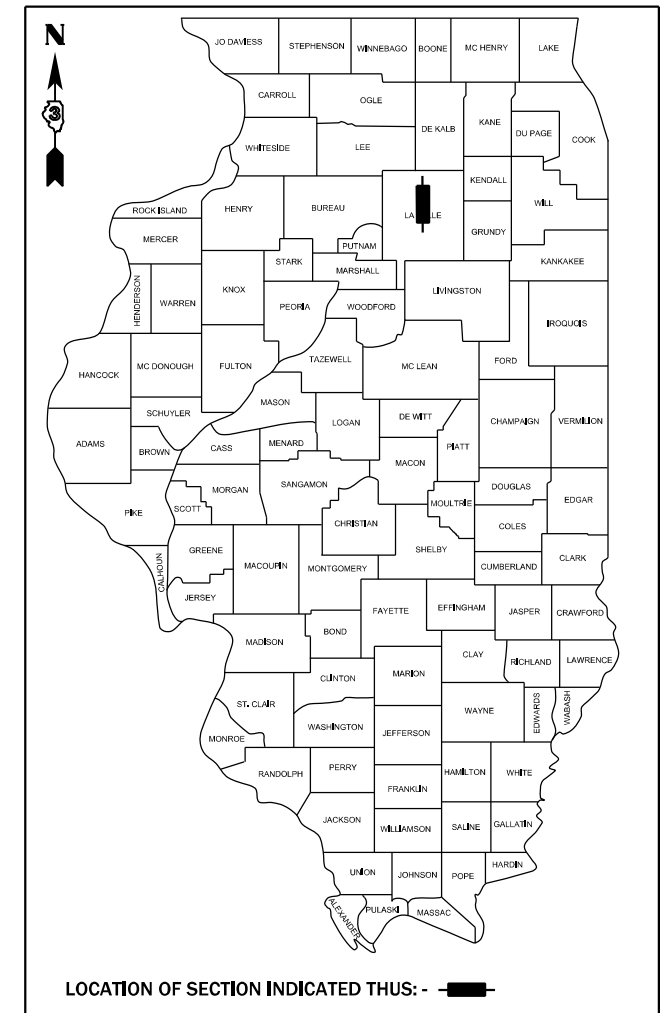 N
3
JO DAVIESS STEPHENSON WINNEBAGO BOONE MC HENRY LAKE
CARROLL OGLE DE KALB KANE DU PAGE COOK
WHITESIDE LEE
KENDALL WILL
ROCK ISLAND HENRY BUREAU GRUNDY
MERCER PUTNAM
STARK MARSHALL KANKAKEE
HENDERSON WARREN KNOX PEORIA WOODFORD LIVINGSTON IROQUOIS
HANCOCK MC DONOUGH FULTON TAZEWELL MC LEAN FORD
MASON
SCHUYLER LOGAN DE WITT CHAMPAIGN VERMILION
ADAMS BROWN CASS MENARD PIATT
MACON
MORGAN SANGAMON DOUGLAS
PIKE SCOTT MOULTRIE EDGAR
CHRISTIAN COLES
GREENE MACOUPIN MONTGOMERY SHELBY CUMBERLAND CLARK
CALHOUN JERSEY
FAYETTE EFFINGHAM JASPER CRAWFORD
MADISON BOND CLAY RICHLAND LAWRENCE
CLINTON MARION
ST. CLAIR WAYNE EDWARDS WABASH
WASHINGTON JEFFERSON
MONROE
RANDOLPH PERRY HAMILTON WHITE
FRANKLIN
JACKSON WILLIAMSON SALINE GALLATIN
HARDIN
UNION JOHNSON POPE
ALEXANDER PULASKI MASSAC
LOCATION OF SECTION INDICATED THUS: -